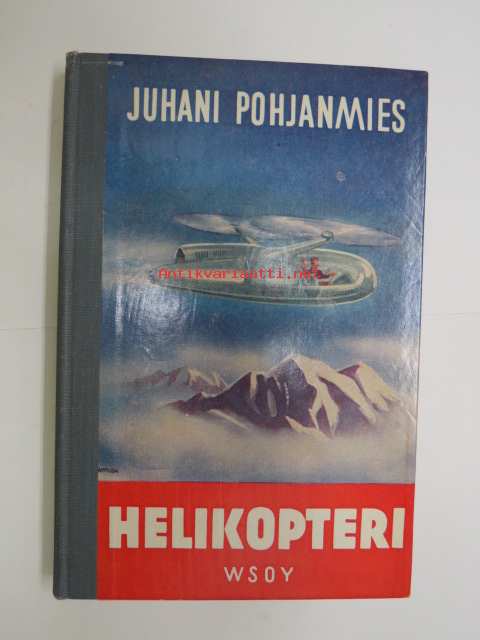 JUHANI POHJANMIES
Antikvariaatti.net
HELIKOPTERI
WSOY